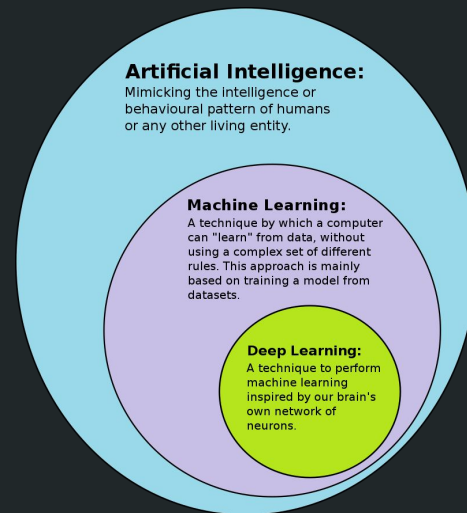 Artificial Intelligence:
Mimicking the intelligence or
behavioural pattern of humans
or any other living entity.
Machine Learning:
A technique by which a computer
can "learn" from data, without
using a complex set of different
rules. This approach is mainly
based on training a model from
datasets.
Deep Learning:
A technique to perform
machine learning
inspired by our brain's
own network of
neurons.